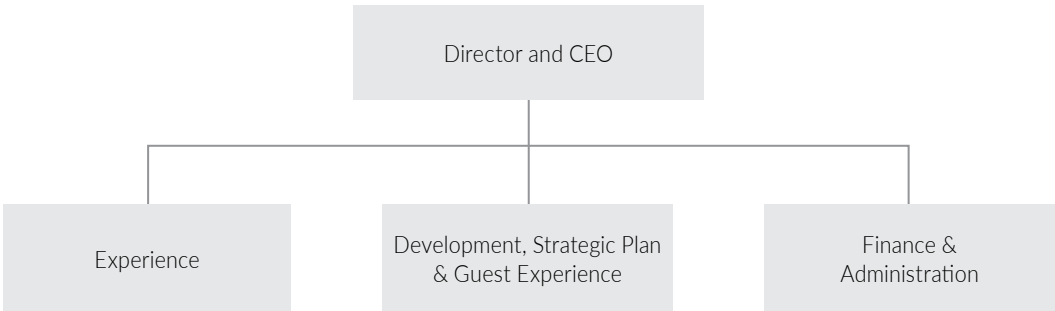 Director and CEO
Experience
Development, Strategic Plan
& Guest Experience
Finance &
Administration